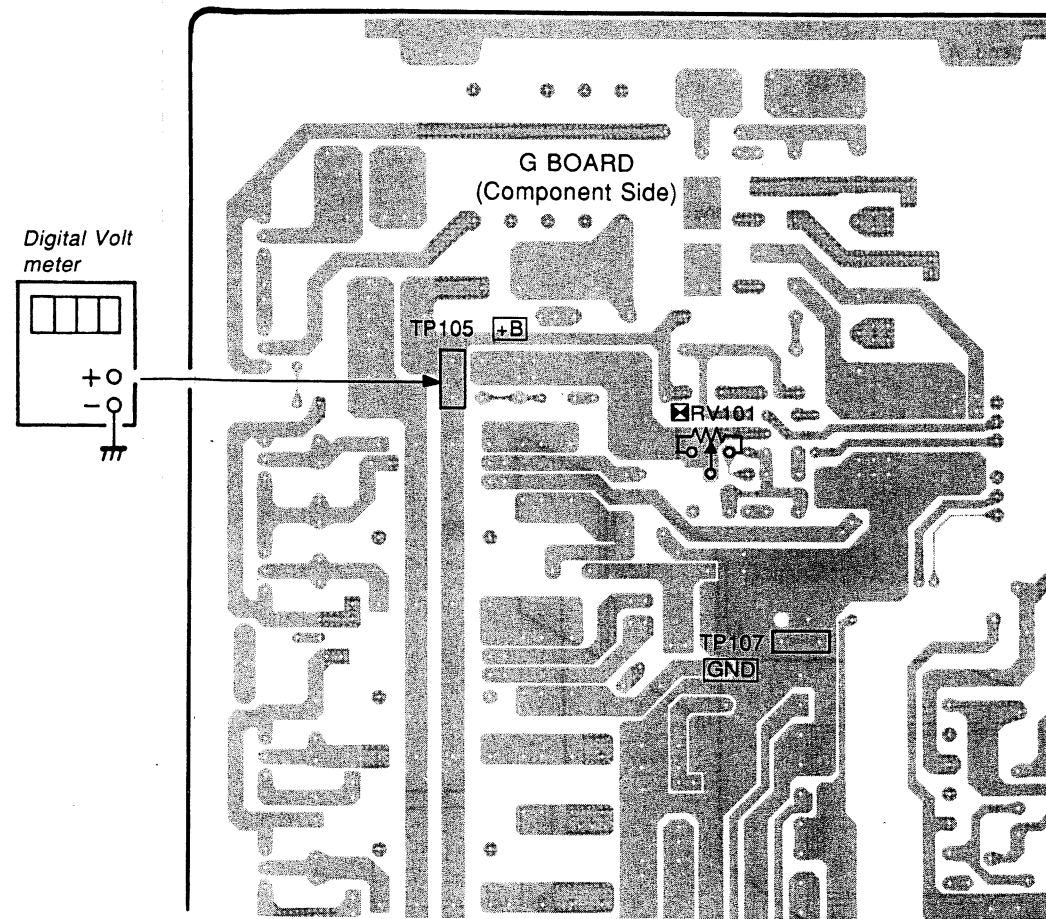 G BOARD
(Component Side)
Digital Volt
meter
+
−
TP105 +B
RV101
TP107
GND